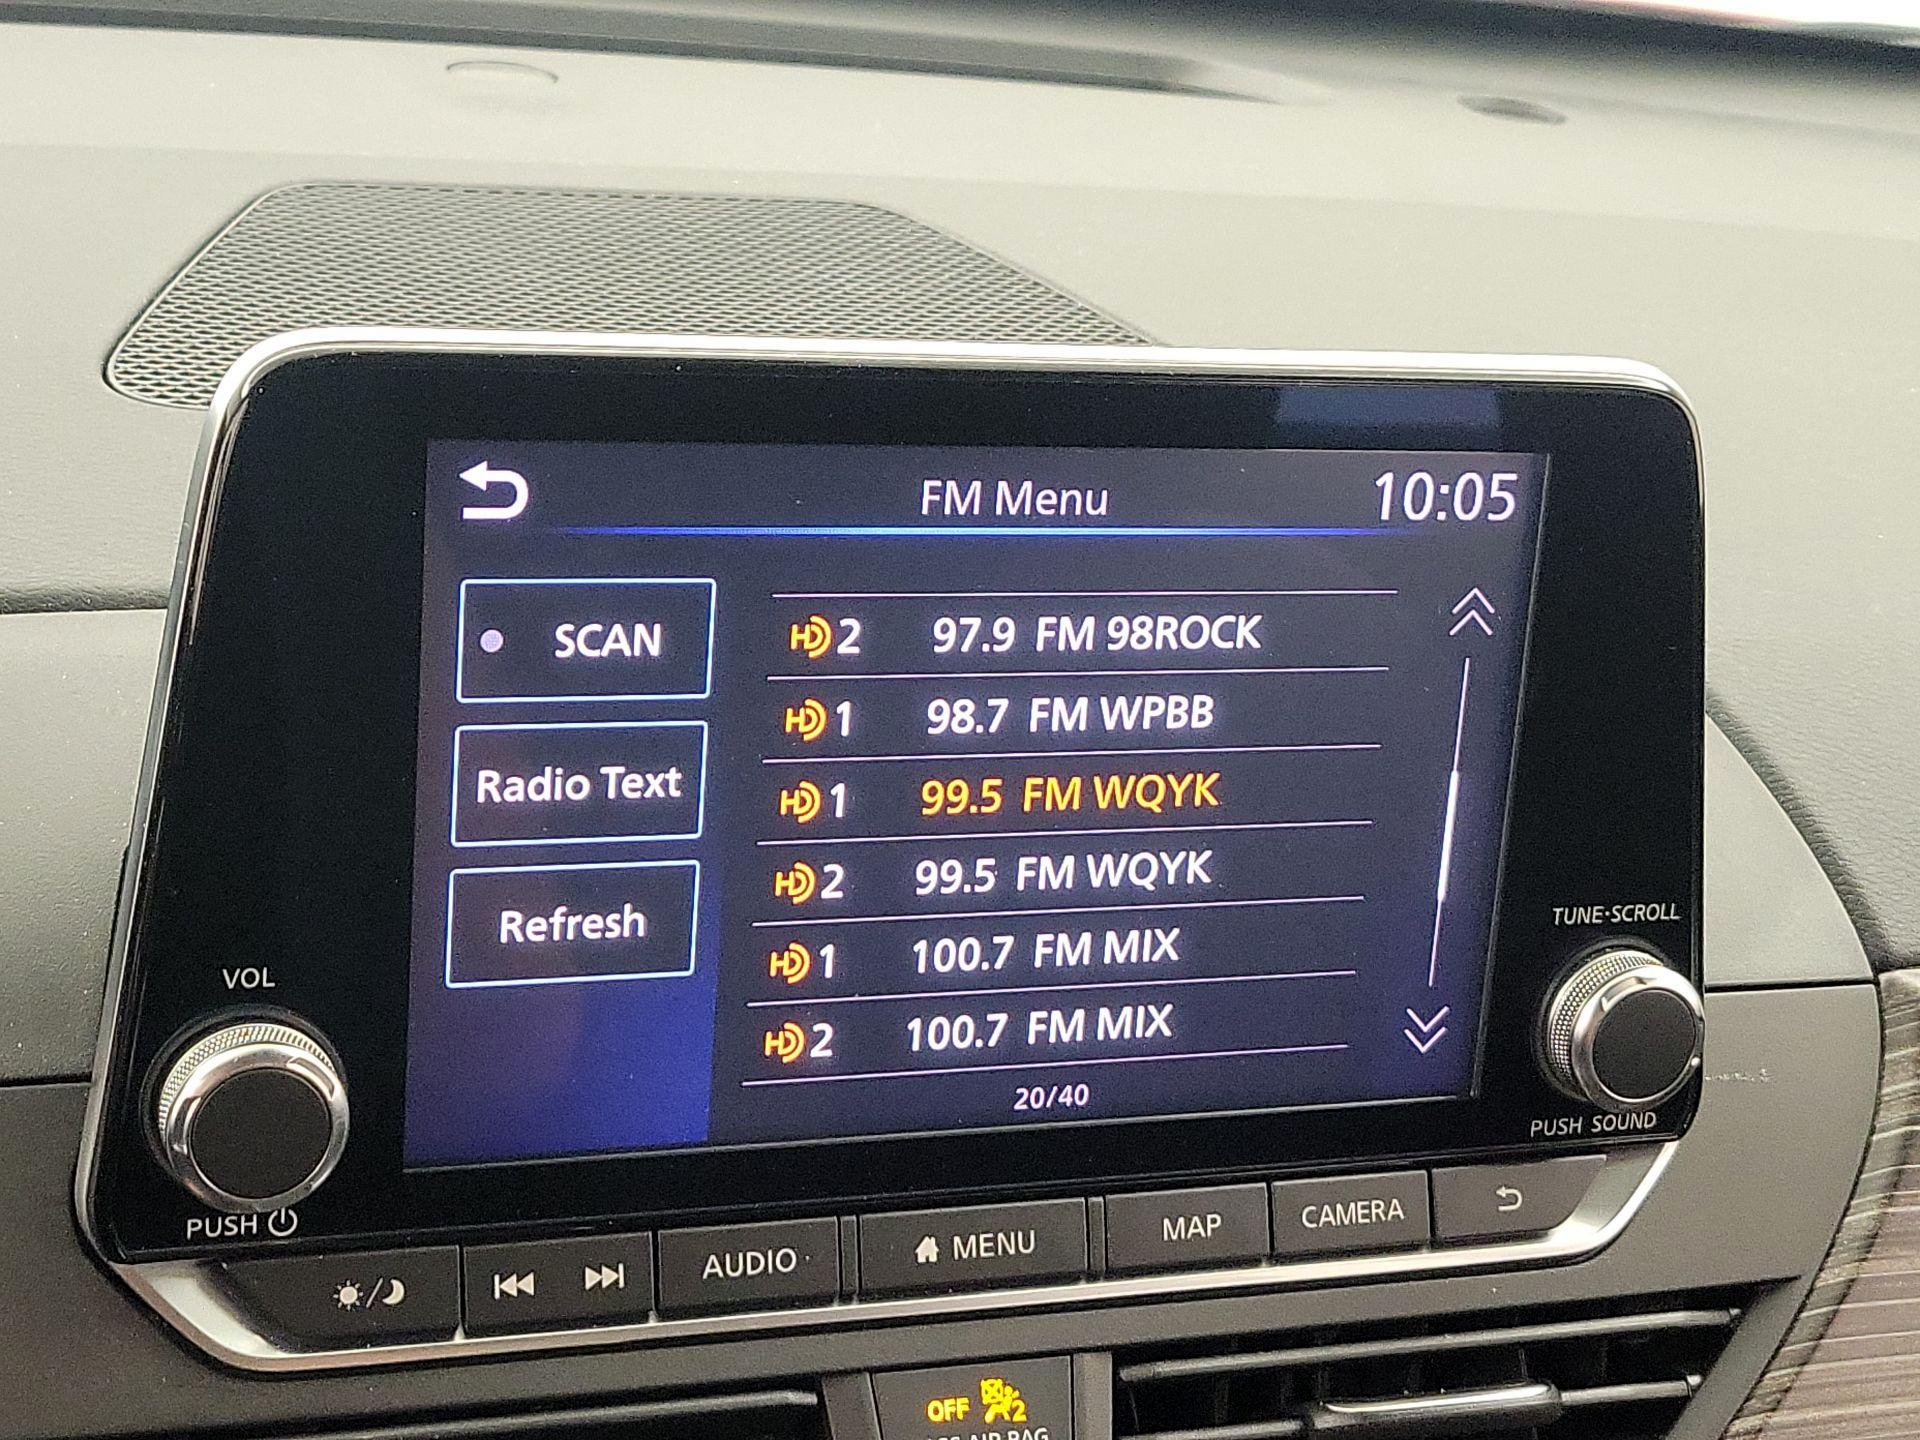 FM Menu 10:05
SCAN
Radio Text
Refresh
HD 2 97.9 FM 98ROCK
HD 1 98.7 FM WPBB
HD 1 99.5 FM WQYK
HD 2 99.5 FM WQYK
HD 1 100.7 FM MIX
HD 2 100.7 FM MIX
20/40
VOL
PUSH
TUNE·SCROLL
PUSH SOUND
AUDIO
MENU
MAP
CAMERA
OFF 2
AIR BAG